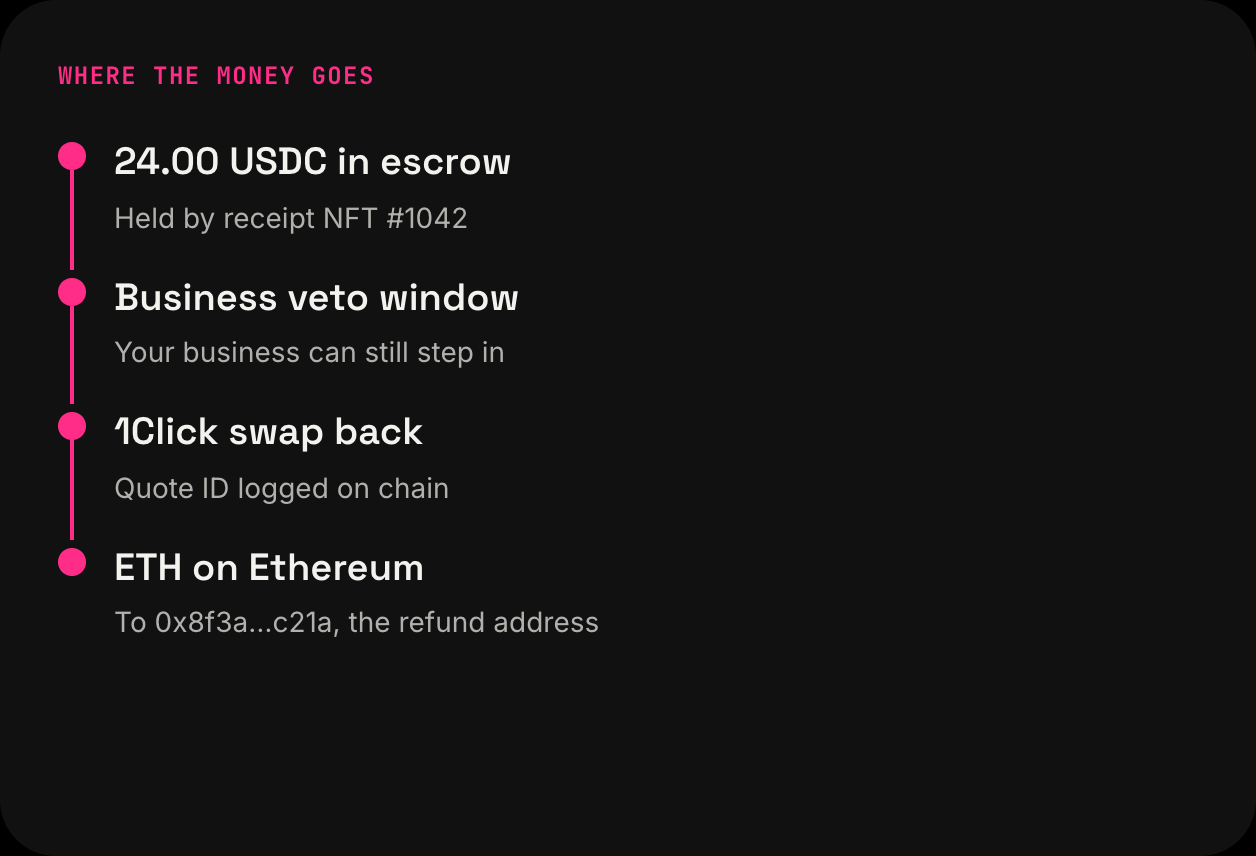 WHERE THE MONEY GOES
24.00 USDC in escrow
Held by receipt NFT #1042
Business veto window
Your business can still step in
1Click swap back
Quote ID logged on chain
ETH on Ethereum
To 0x8f3a...c21a, the refund address